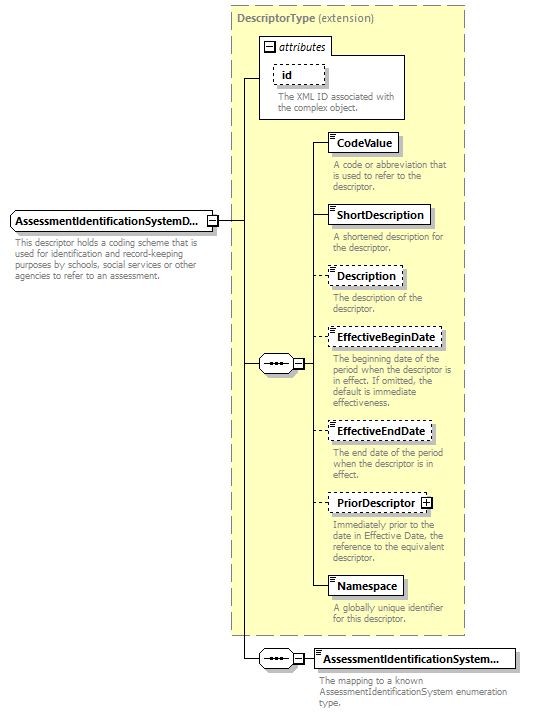 DescriptorType (extension)
attributes
id
The XML ID associated with
the complex object.
CodeValue
A code or abbreviation that
is used to refer to the
descriptor.
AssessmentIdentificationSystemD...
This descriptor holds a coding scheme that is
used for identification and record-keeping
purposes by schools, social services or other
agencies to refer to an assessment.
ShortDescription
A shortened description for
the descriptor.
Description
The description of the
descriptor.
EffectiveBeginDate
The beginning date of the
period when the descriptor is
in effect. If omitted, the
default is immediate
effectiveness.
EffectiveEndDate
The end date of the period
when the descriptor is in
effect.
PriorDescriptor
Immediately prior to the
date in Effective Date, the
reference to the equivalent
descriptor.
Namespace
A globally unique identifier
for this descriptor.
AssessmentIdentificationSystem...
The mapping to a known
AssessmentIdentificationSystem enumeration
type.